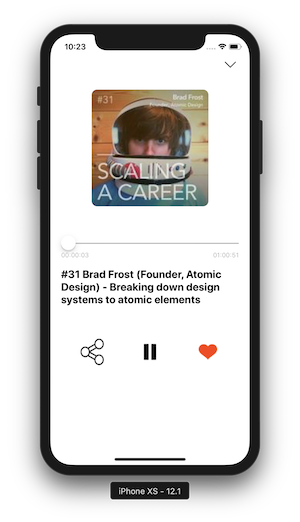 10:23
#31
Brad Frost
Founder, Atomic Design
SCALING
A CAREER
00:00:03
01:00:51
#31 Brad Frost (Founder, Atomic
Design) - Breaking down design
systems to atomic elements
iPhone XS - 12.1